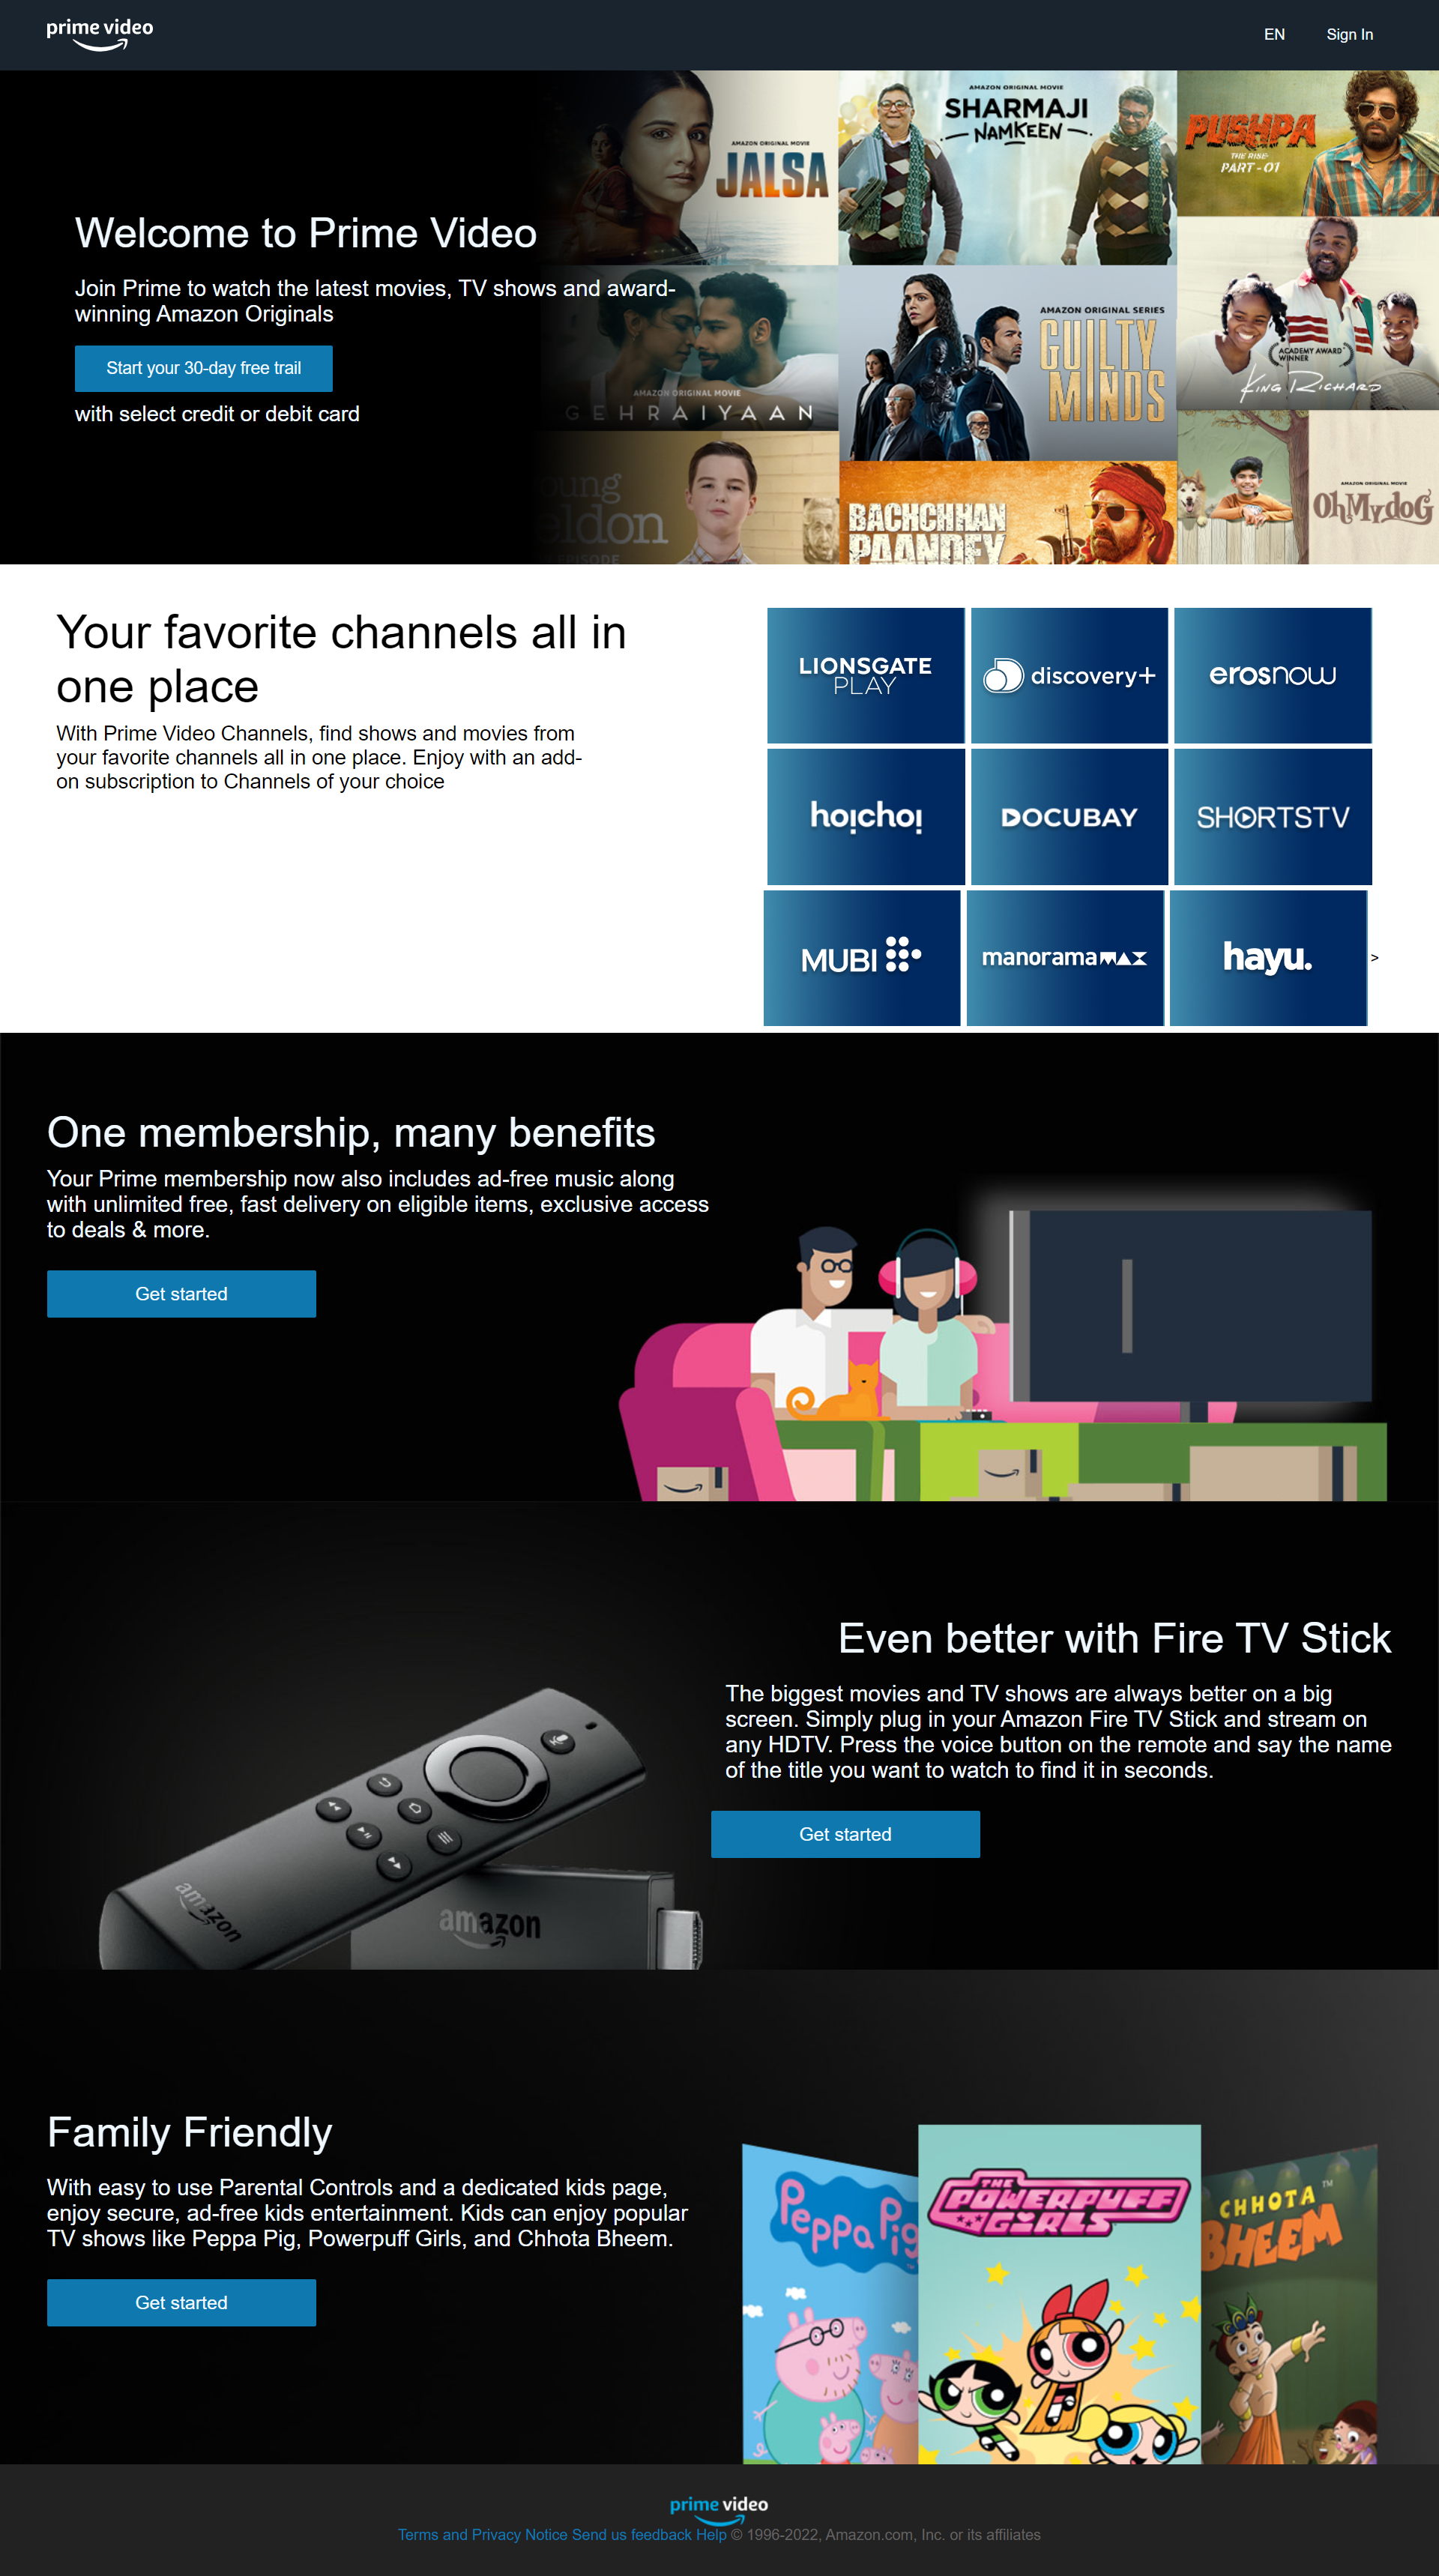 prime video
EN
Sign In
AMAZON ORIGINAL MOVIE
JALSA
AMAZON ORIGINAL MOVIE
SHARMAJI
NAMKEEN
PUSHPA
THE RISE-
PART-01
Welcome to Prime Video
Join Prime to watch the latest movies, TV shows and award-
winning Amazon Originals
Start your 30-day free trail
with select credit or debit card
AMAZON ORIGINAL MOVIE
GEHRAIYAAN
AMAZON ORIGINAL SERIES
GUILTY
MINDS
ACADEMY AWARD
WINNER
KING RICHARD
oung
eldon
EPISODE
BACHCHHAN
PAANDEY
AMAZON ORIGINAL MOVIE
Oh My dog
Your favorite channels all in
one place
With Prime Video Channels, find shows and movies from
your favorite channels all in one place. Enjoy with an add-
on subscription to Channels of your choice
LIONSGATE
PLAY
discovery+
erosnow
hoichoi
DOCUBAY
SHORTSTV
MUBI
manoramaMAX
hayu.
>
One membership, many benefits
Your Prime membership now also includes ad-free music along
with unlimited free, fast delivery on eligible items, exclusive access
to deals & more.
Get started
Even better with Fire TV Stick
The biggest movies and TV shows are always better on a big
screen. Simply plug in your Amazon Fire TV Stick and stream on
any HDTV. Press the voice button on the remote and say the name
of the title you want to watch to find it in seconds.
Get started
amazon
amazon
Family Friendly
With easy to use Parental Controls and a dedicated kids page,
enjoy secure, ad-free kids entertainment. Kids can enjoy popular
TV shows like Peppa Pig, Powerpuff Girls, and Chhota Bheem.
Get started
Peppa Pig
THE
POWERPUFF
GIRLS
CHHOTA ™
BHEEM
prime video
Terms and Privacy Notice Send us feedback Help © 1996-2022, Amazon.com, Inc. or its affiliates